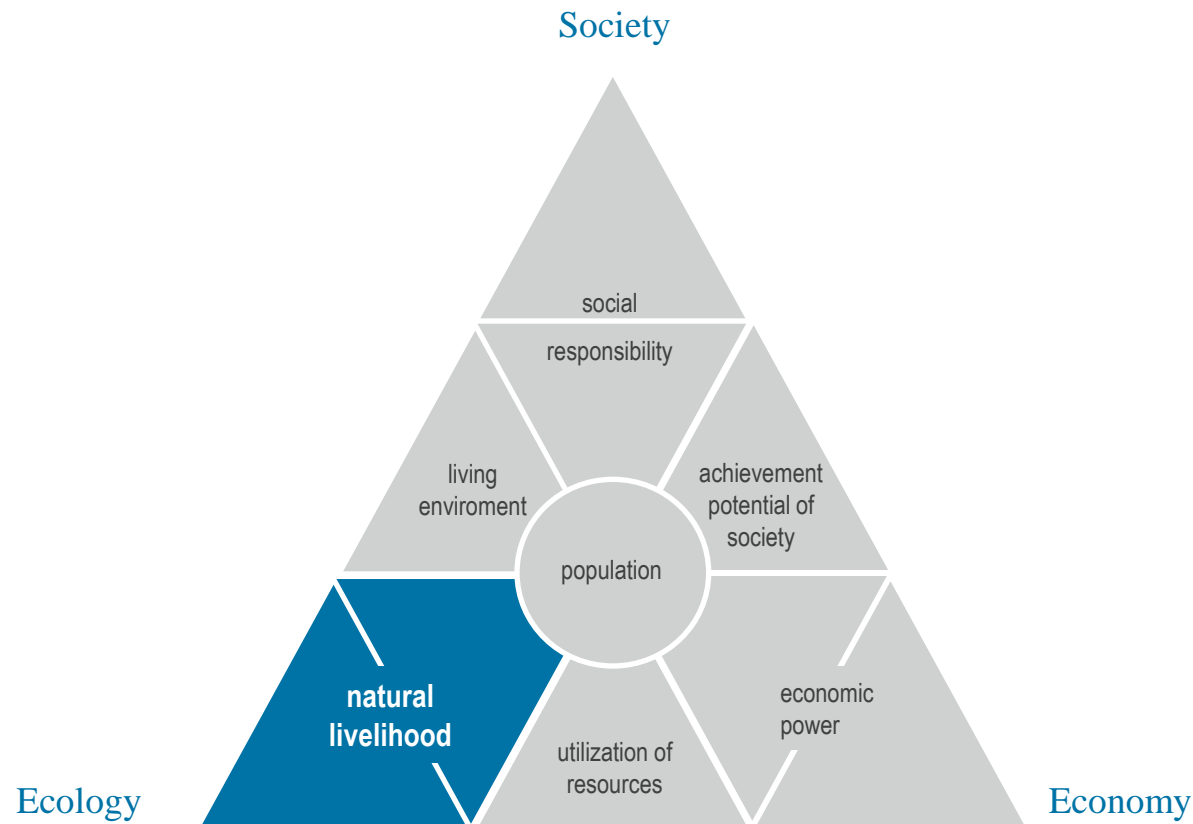 Society
social
responsibility
living
enviroment
achievement
potential of
society
population
natural
livelihood
economic
power
utilization of
resources
Ecology
Economy